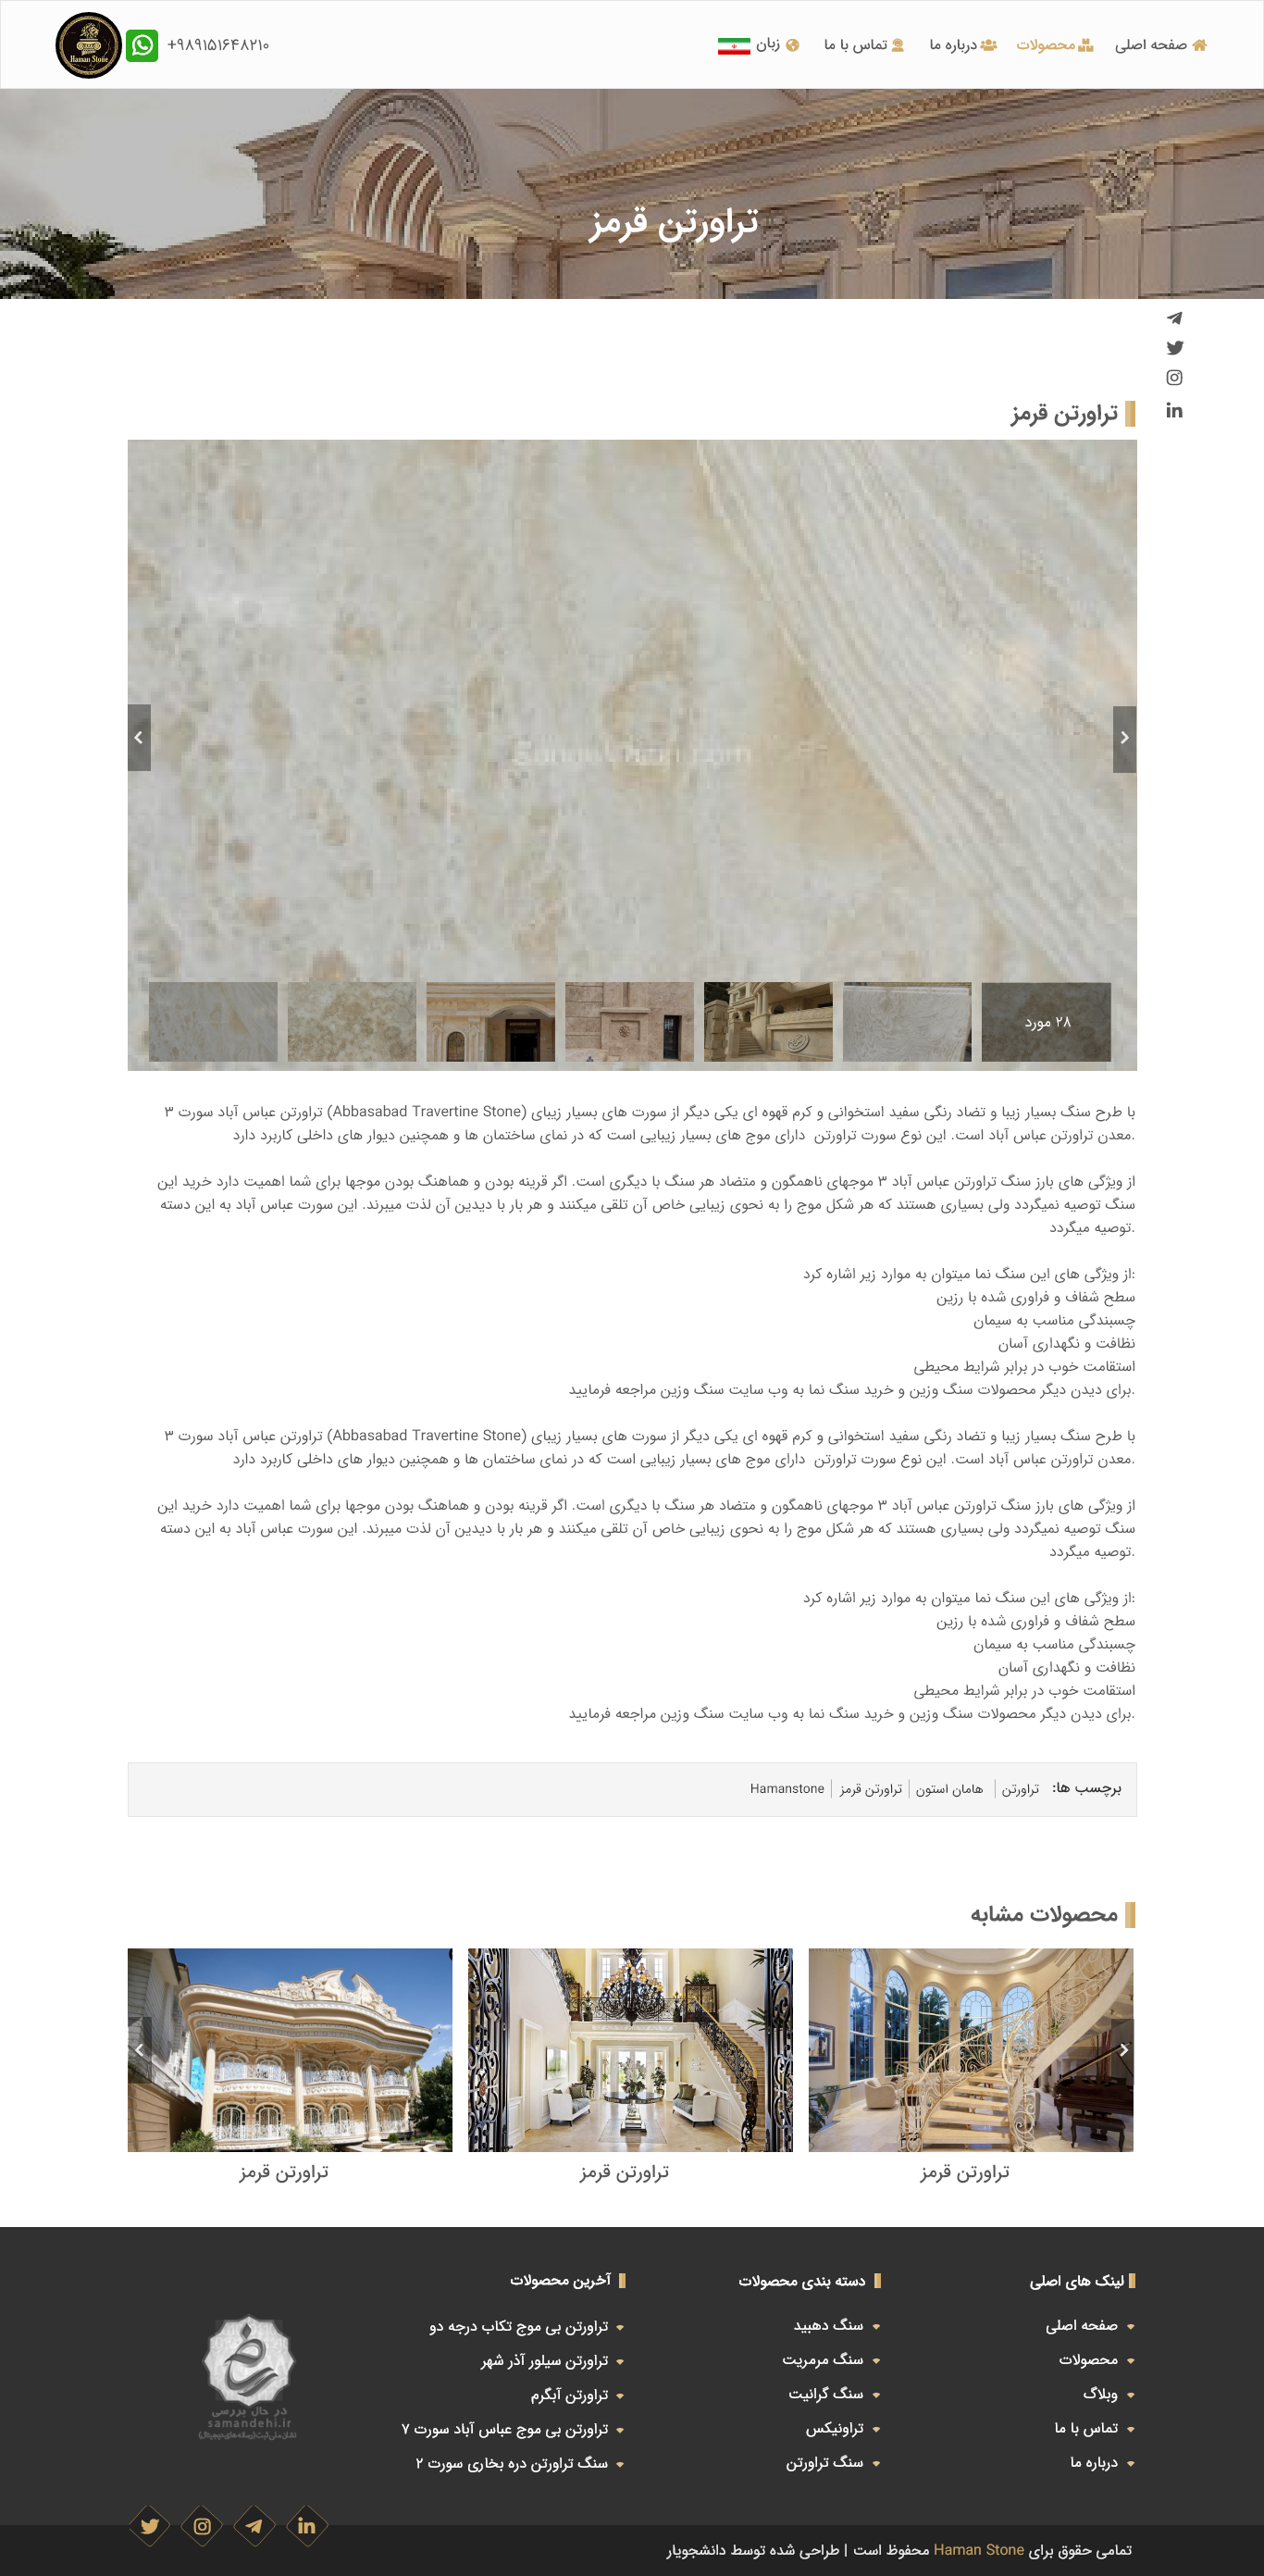 صفحه اصلی
محصولات
درباره ما
تماس با ما
زبان
+۹۸۹۱۵۱۶۴۸۲۱۰
Haman Stone
تراورتن قرمز
تراورتن قرمز
۲۸ مورد
با طرح سنگ بسیار زیبا و تضاد رنگی سفید استخوانی و کرم قهوه ای یکی دیگر از سورت های بسیار زیبای (Abbasabad Travertine Stone) تراورتن عباس آباد سورت ۳
.معدن تراورتن عباس آباد است. این نوع سورت تراورتن دارای موج های بسیار زیبایی است که در نمای ساختمان ها و همچنین دیوار های داخلی کاربرد دارد
از ویژگی های بارز سنگ تراورتن عباس آباد ۳ موجهای ناهمگون و متضاد هر سنگ با دیگری است. اگر قرینه بودن و هماهنگ بودن موجها برای شما اهمیت دارد خرید این
سنگ توصیه نمیگردد ولی بسیاری هستند که هر شکل موج را به نحوی زیبایی خاص آن تلقی میکنند و هر بار با دیدین آن لذت میبرند. این سورت عباس آباد به این دسته
.توصیه میگردد
:از ویژگی های این سنگ نما میتوان به موارد زیر اشاره کرد
سطح شفاف و فراوری شده با رزین
چسبندگی مناسب به سیمان
نظافت و نگهداری آسان
استقامت خوب در برابر شرایط محیطی
.برای دیدن دیگر محصولات سنگ وزین و خرید سنگ نما به وب سایت سنگ وزین مراجعه فرمایید
با طرح سنگ بسیار زیبا و تضاد رنگی سفید استخوانی و کرم قهوه ای یکی دیگر از سورت های بسیار زیبای (Abbasabad Travertine Stone) تراورتن عباس آباد سورت ۳
.معدن تراورتن عباس آباد است. این نوع سورت تراورتن دارای موج های بسیار زیبایی است که در نمای ساختمان ها و همچنین دیوار های داخلی کاربرد دارد
از ویژگی های بارز سنگ تراورتن عباس آباد ۳ موجهای ناهمگون و متضاد هر سنگ با دیگری است. اگر قرینه بودن و هماهنگ بودن موجها برای شما اهمیت دارد خرید این
سنگ توصیه نمیگردد ولی بسیاری هستند که هر شکل موج را به نحوی زیبایی خاص آن تلقی میکنند و هر بار با دیدین آن لذت میبرند. این سورت عباس آباد به این دسته
.توصیه میگردد
:از ویژگی های این سنگ نما میتوان به موارد زیر اشاره کرد
سطح شفاف و فراوری شده با رزین
چسبندگی مناسب به سیمان
نظافت و نگهداری آسان
استقامت خوب در برابر شرایط محیطی
.برای دیدن دیگر محصولات سنگ وزین و خرید سنگ نما به وب سایت سنگ وزین مراجعه فرمایید
برچسب ها: تراورتن | هامان استون | تراورتن قرمز | Hamanstone
محصولات مشابه
تراورتن قرمز
تراورتن قرمز
تراورتن قرمز
لینک های اصلی
صفحه اصلی
محصولات
وبلاگ
تماس با ما
درباره ما
دسته بندی محصولات
سنگ دهبید
سنگ مرمریت
سنگ گرانیت
تراونیکس
سنگ تراورتن
آخرین محصولات
تراورتن بی موج تکاب درجه دو
تراورتن سیلور آذر شهر
تراورتن آبگرم
تراورتن بی موج عباس آباد سورت ۷
سنگ تراورتن دره بخاری سورت ۲
در حال بررسی
samandehi.ir
نشان ملی ثبت (رسانه های دیجیتال)
تمامی حقوق برای Haman Stone محفوظ است | طراحی شده توسط دانشجویار